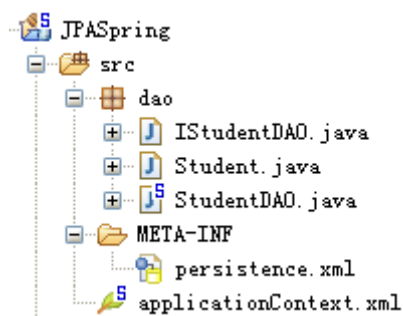 JPASpring
src
dao
IStudentDAO.java
Student.java
StudentDAO.java
META-INF
persistence.xml
applicationContext.xml